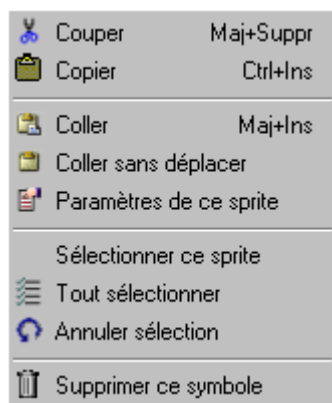 Couper Maj+Suppr
Copier Ctrl+Ins
Coller Maj+Ins
Coller sans déplacer
Paramètres de ce sprite
Sélectionner ce sprite
Tout sélectionner
Annuler sélection
Supprimer ce symbole